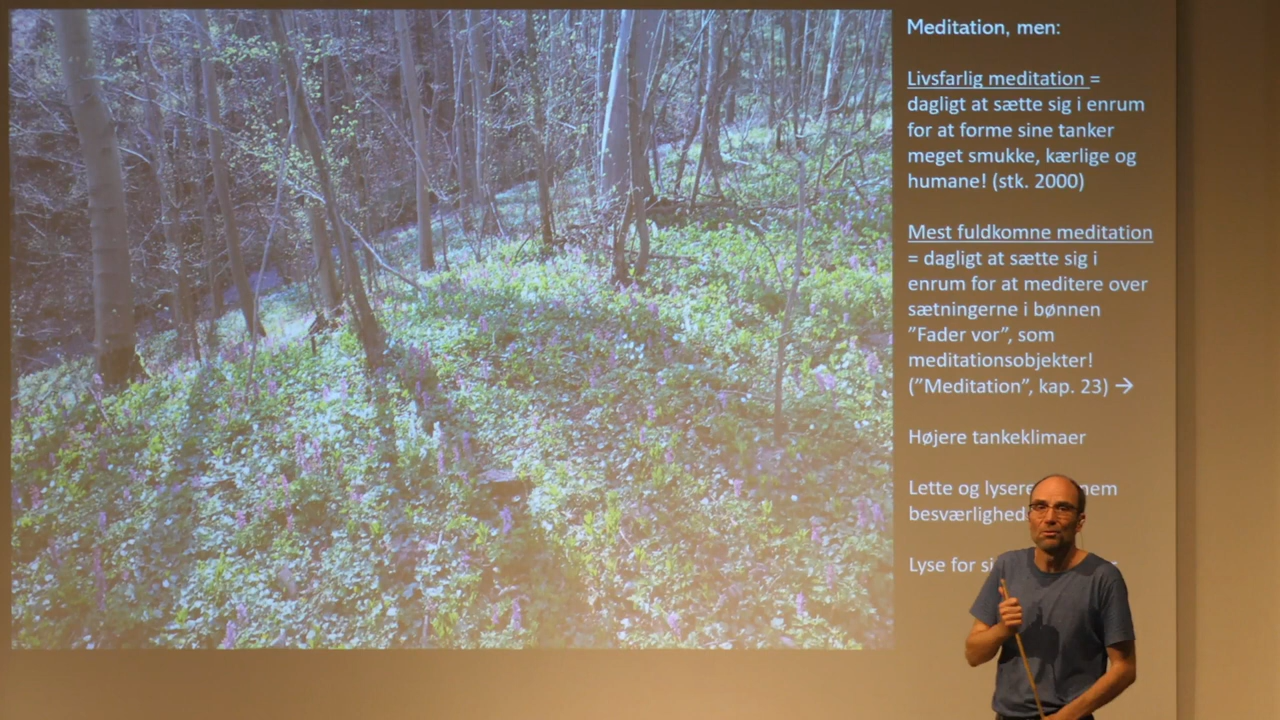 Meditation, men:
Livsfarlig meditation =
dagligt at sætte sig i enrum
for at forme sine tanker
meget smukke, kærlige og
humane! (stk. 2000)
Mest fuldkomne meditation
= dagligt at sætte sig i
enrum for at meditere over
sætningerne i bønnen
”Fader vor”, som
meditationsobjekter!
(”Meditation”, kap. 23) →
Højere tankeklimaer
Lette og lysere
Lyse for